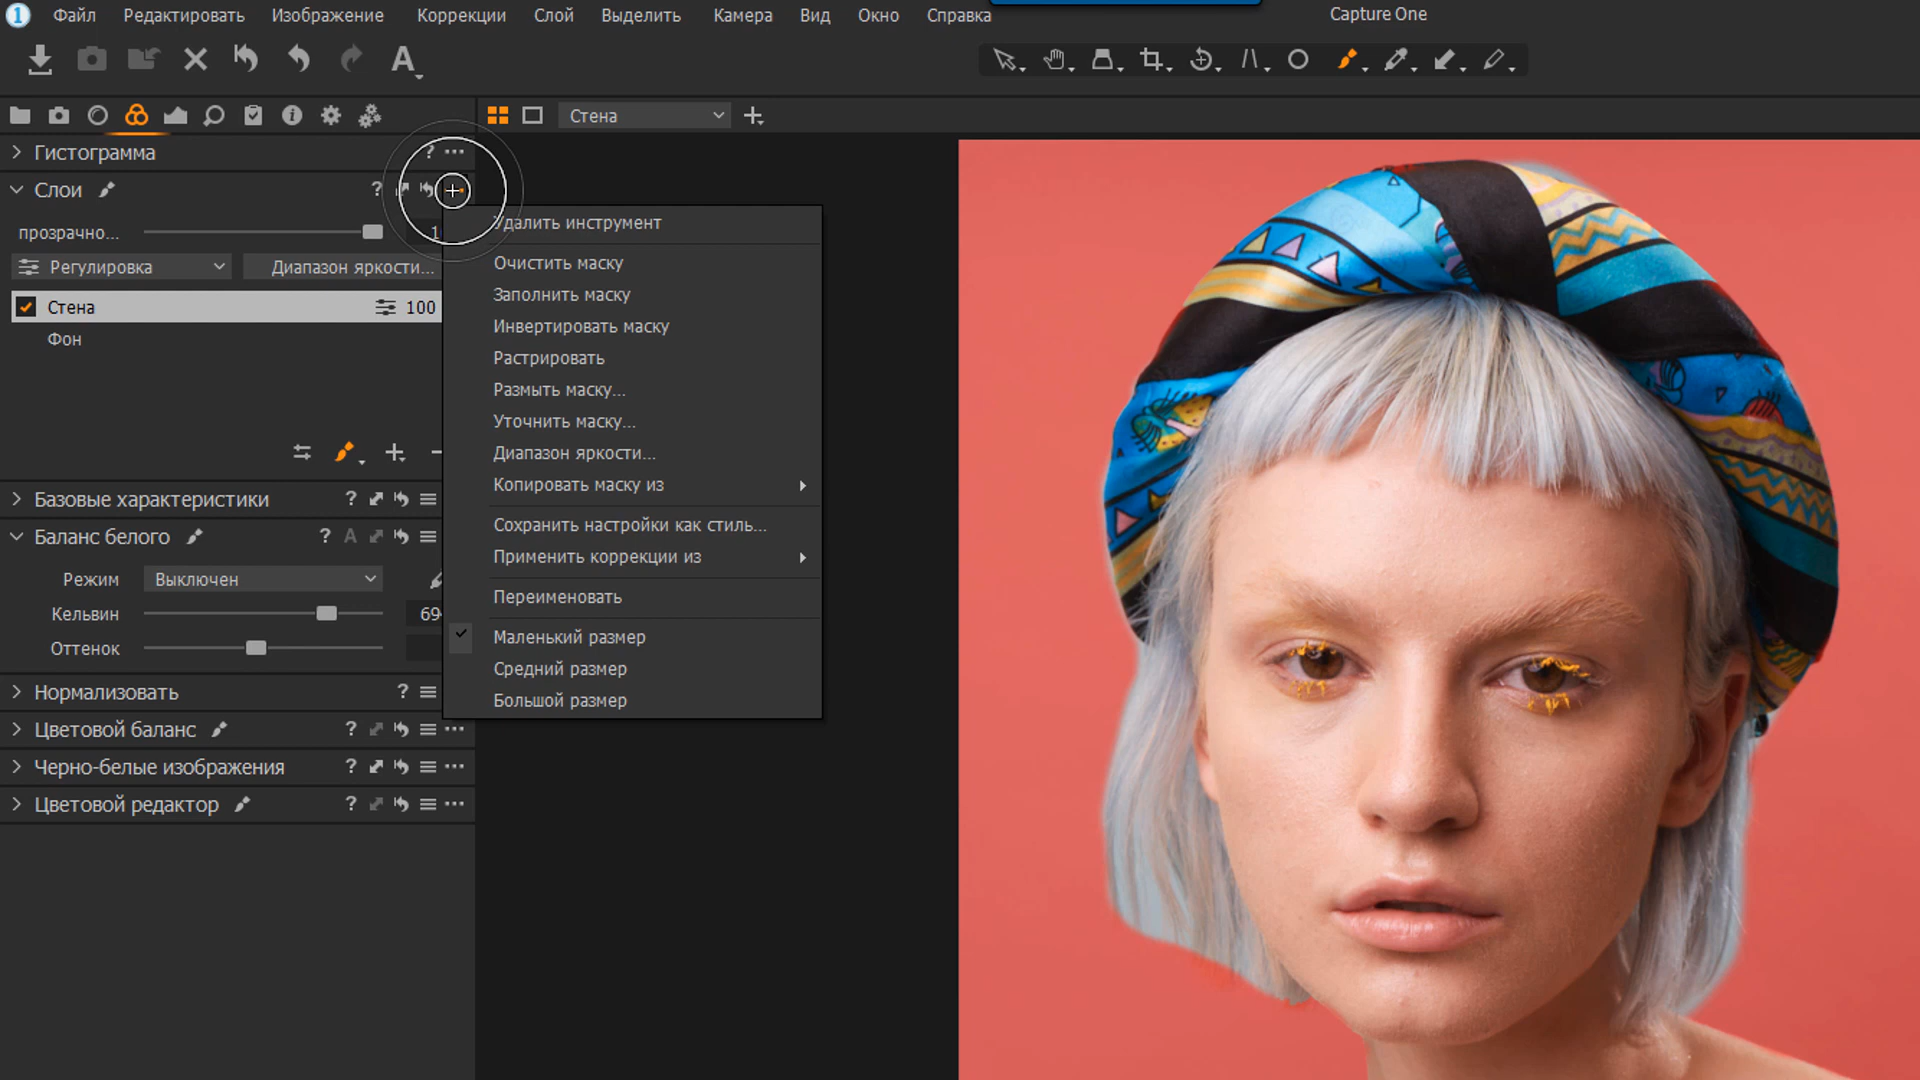 Файл Редактировать Изображение Коррекции Слой Выделить Камера Вид Окно Справка Capture One
Стена
Гистограмма
Слои
прозрачно... 1
Регулировка Диапазон яркости...
Стена 100
Фон
Базовые характеристики
Баланс белого
Режим Выключен
Кельвин
Оттенок
Нормализовать
Цветовой баланс
Черно-белые изображения
Цветовой редактор
Удалить инструмент
Очистить маску
Заполнить маску
Инвертировать маску
Растрировать
Размыть маску...
Уточнить маску...
Диапазон яркости...
Копировать маску из
Сохранить настройки как стиль...
Применить коррекции из
Переименовать
Маленький размер
Средний размер
Большой размер